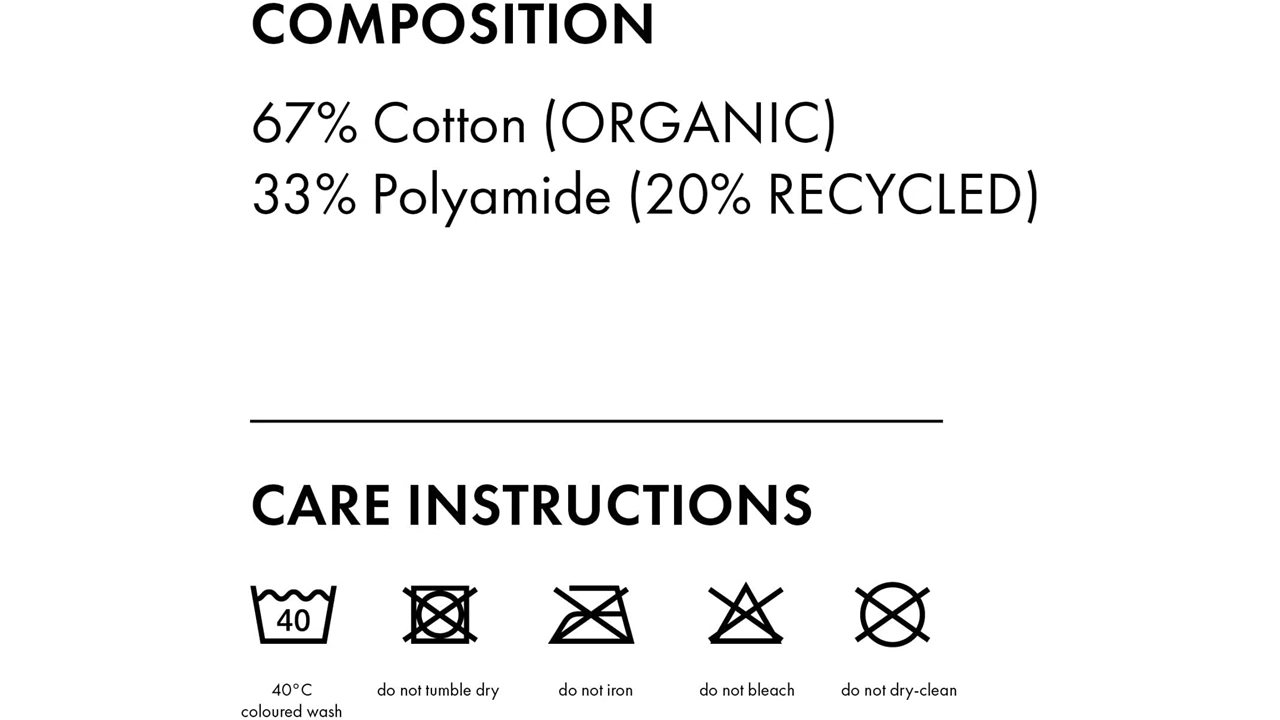 COMPOSITION
67% Cotton (ORGANIC)
33% Polyamide (20% RECYCLED)
CARE INSTRUCTIONS
40
40°C
coloured wash
do not tumble dry
do not iron
do not bleach
do not dry-clean